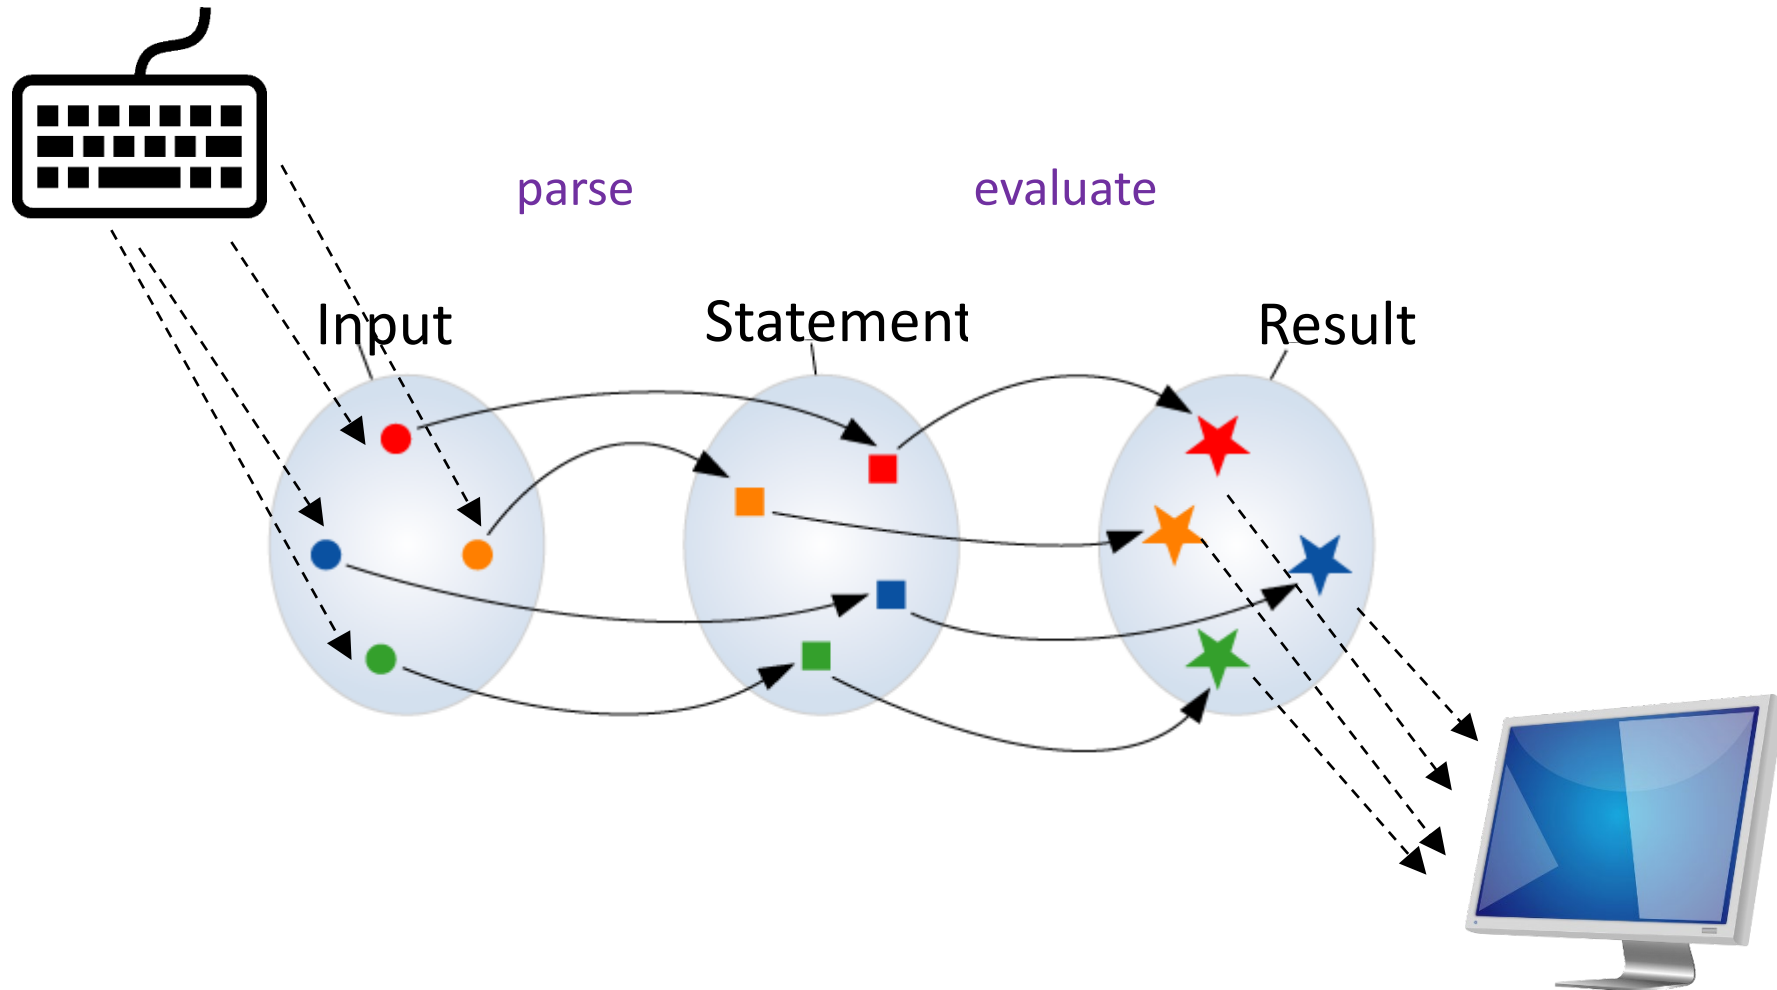 parse
evaluate
Input
Statement
Result